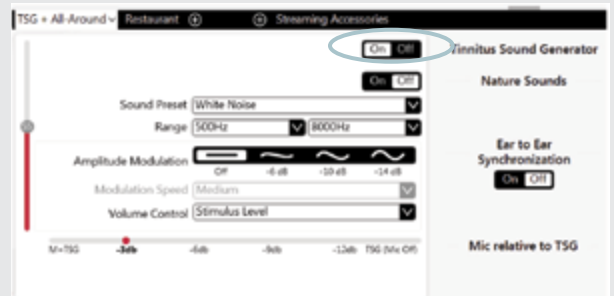 TSG + All-Around Restaurant Streaming Accessories
On Off Tinnitus Sound Generator
On Off Nature Sounds
Sound Preset White Noise
Range 500Hz 8000Hz
Ear to Ear
Synchronization
On Off
Amplitude Modulation
Off -6 dB -10 dB -14 dB
Modulation Speed Medium
Volume Control Stimulus Level
M=TSG -3db -6db -9db -12db TSG (Mic Off) Mic relative to TSG